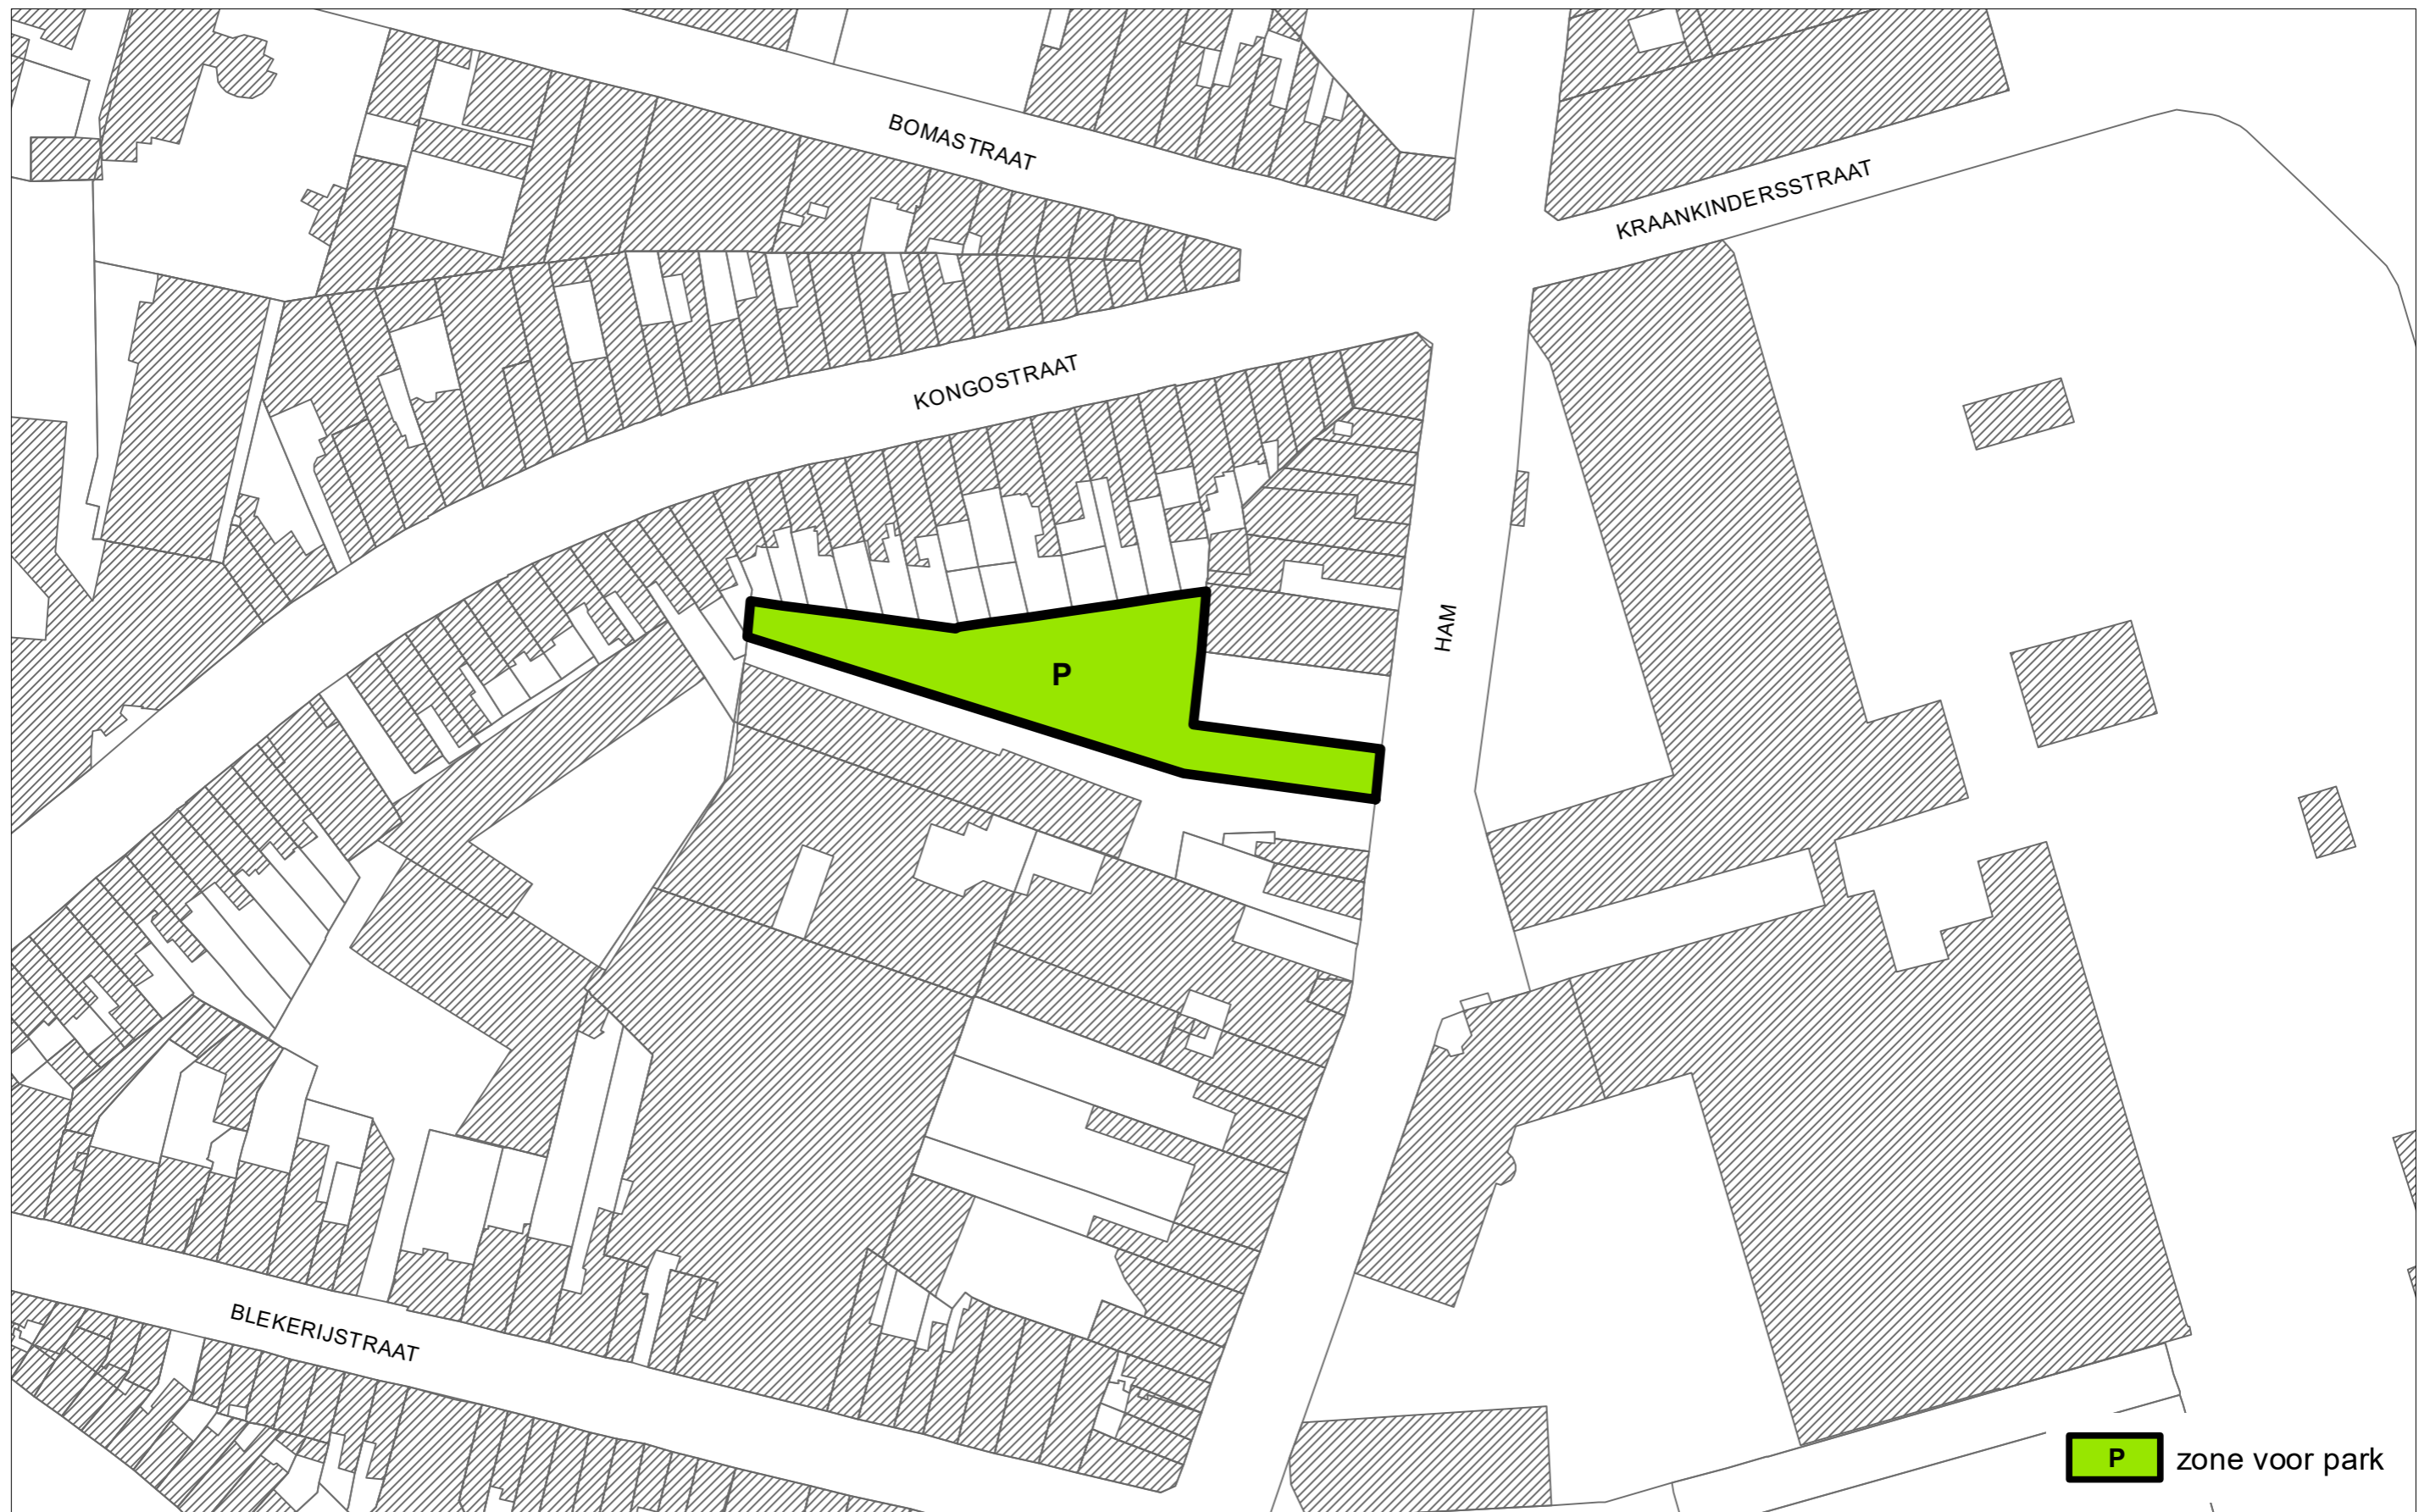 BOMASTRAAT
KRAANKINDERSSTRAAT
KONGOSTRAAT
HAM
P
BLEKERIJSTRAAT
P zone voor park